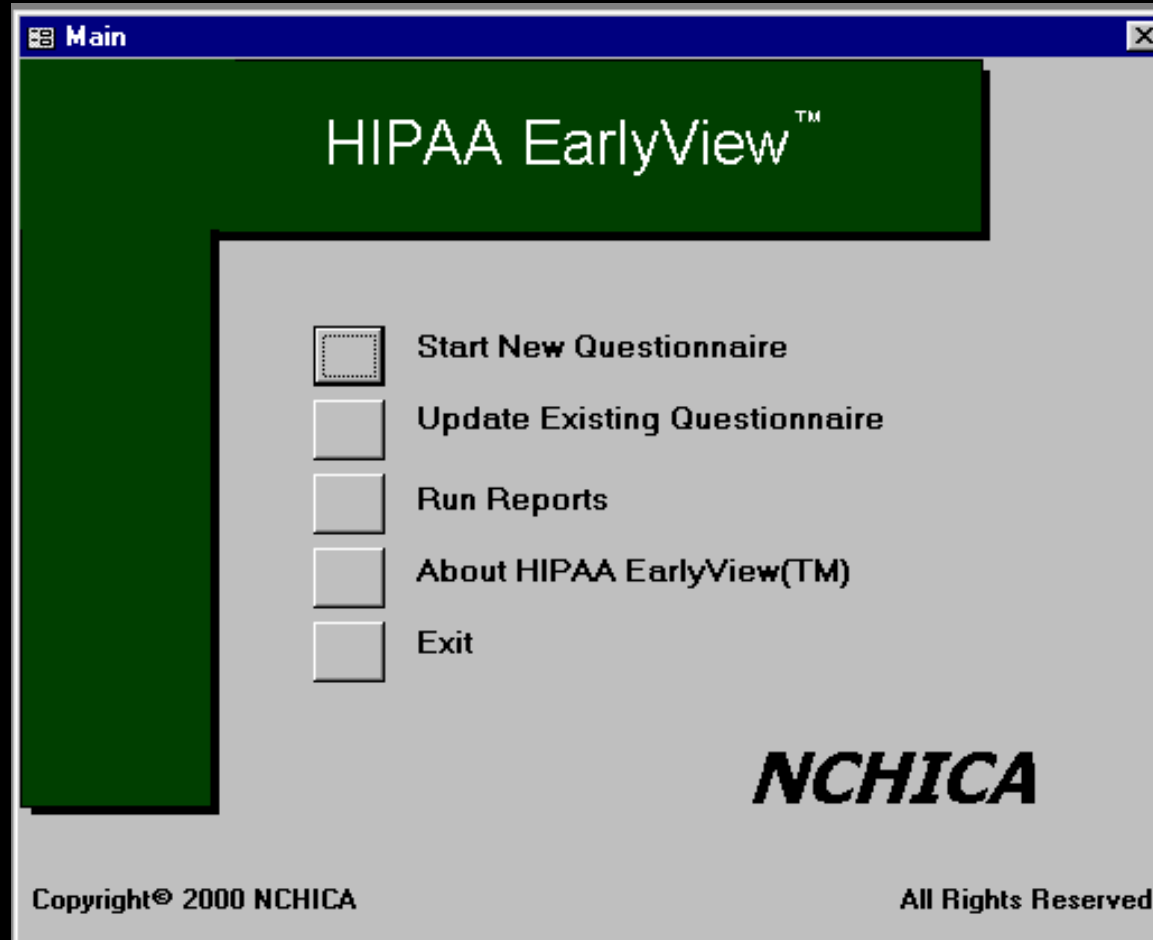 Main
HIPAA EarlyView™
Start New Questionnaire
Update Existing Questionnaire
Run Reports
About HIPAA EarlyView(TM)
Exit
NCHICA
Copyright© 2000 NCHICA All Rights Reserved